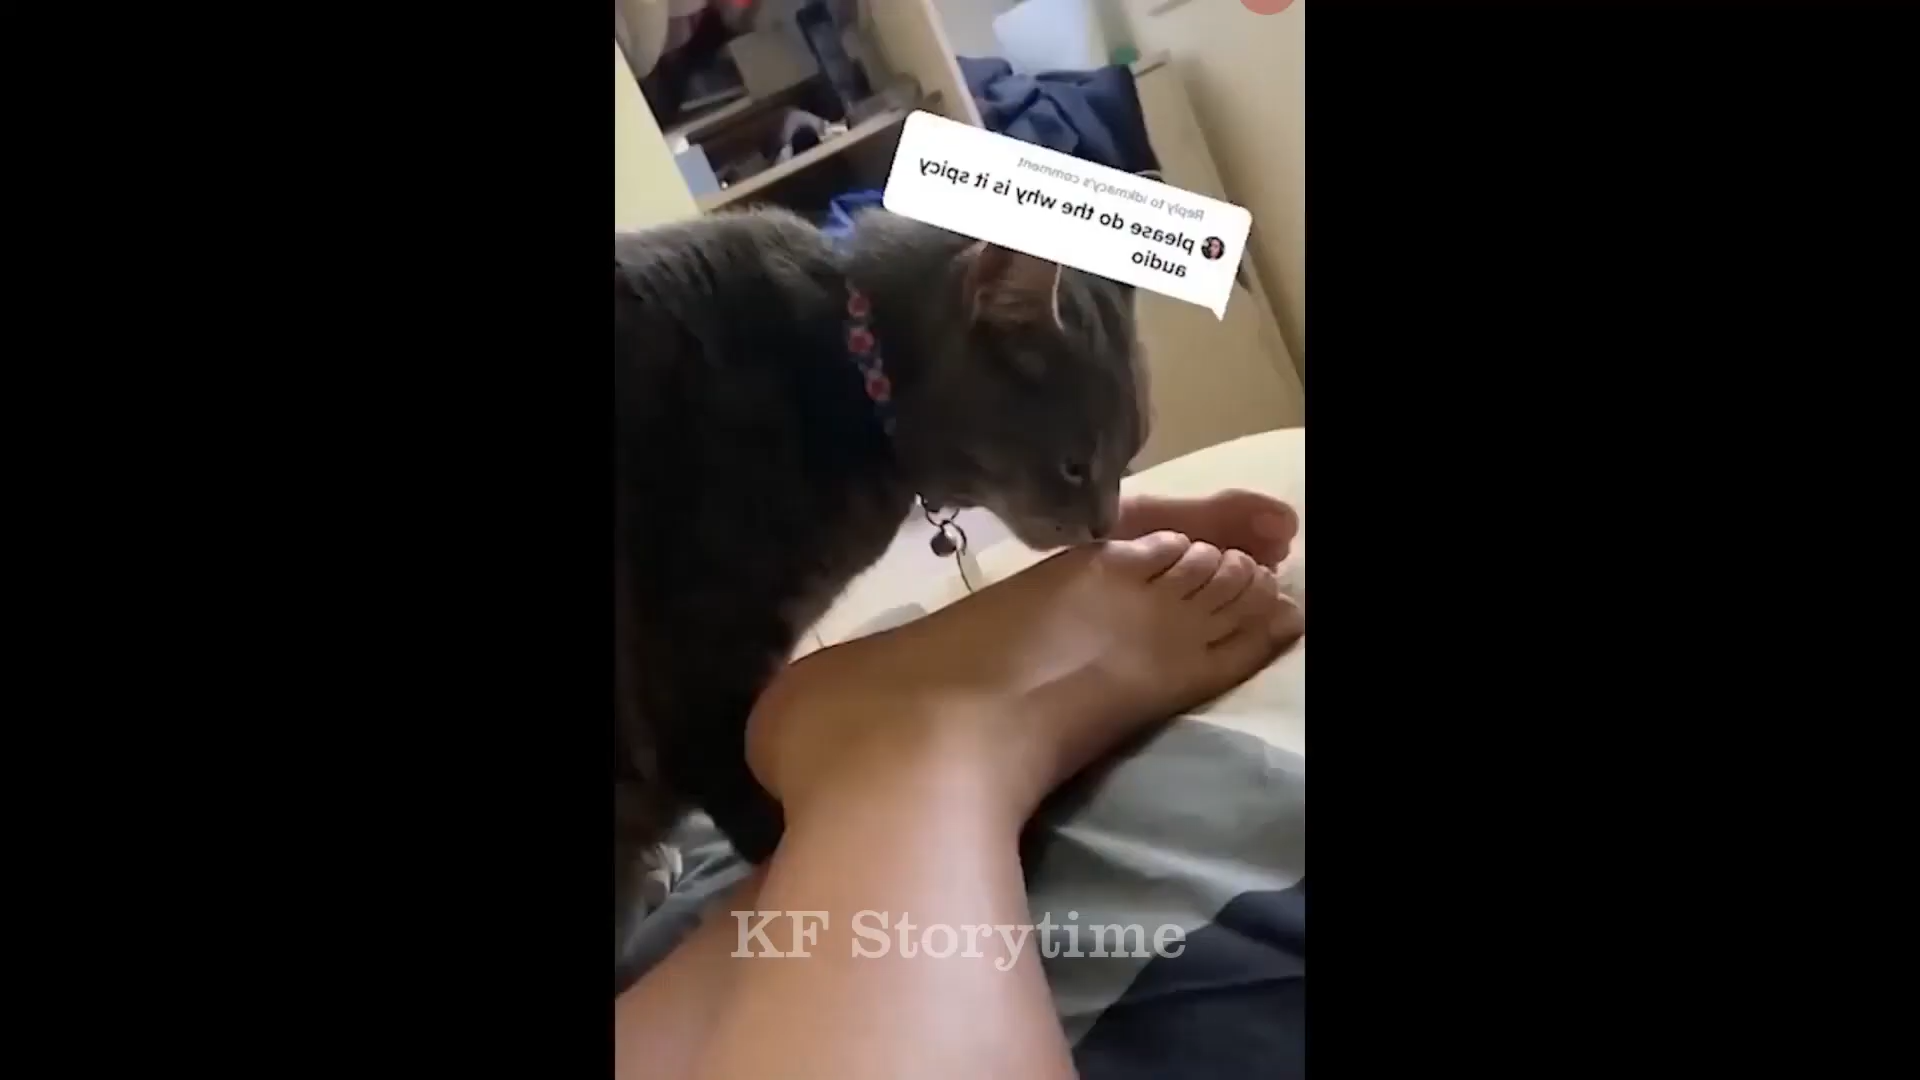 Reply to idkmacy's comment
please do the why is it spicy
audio
KF Storytime